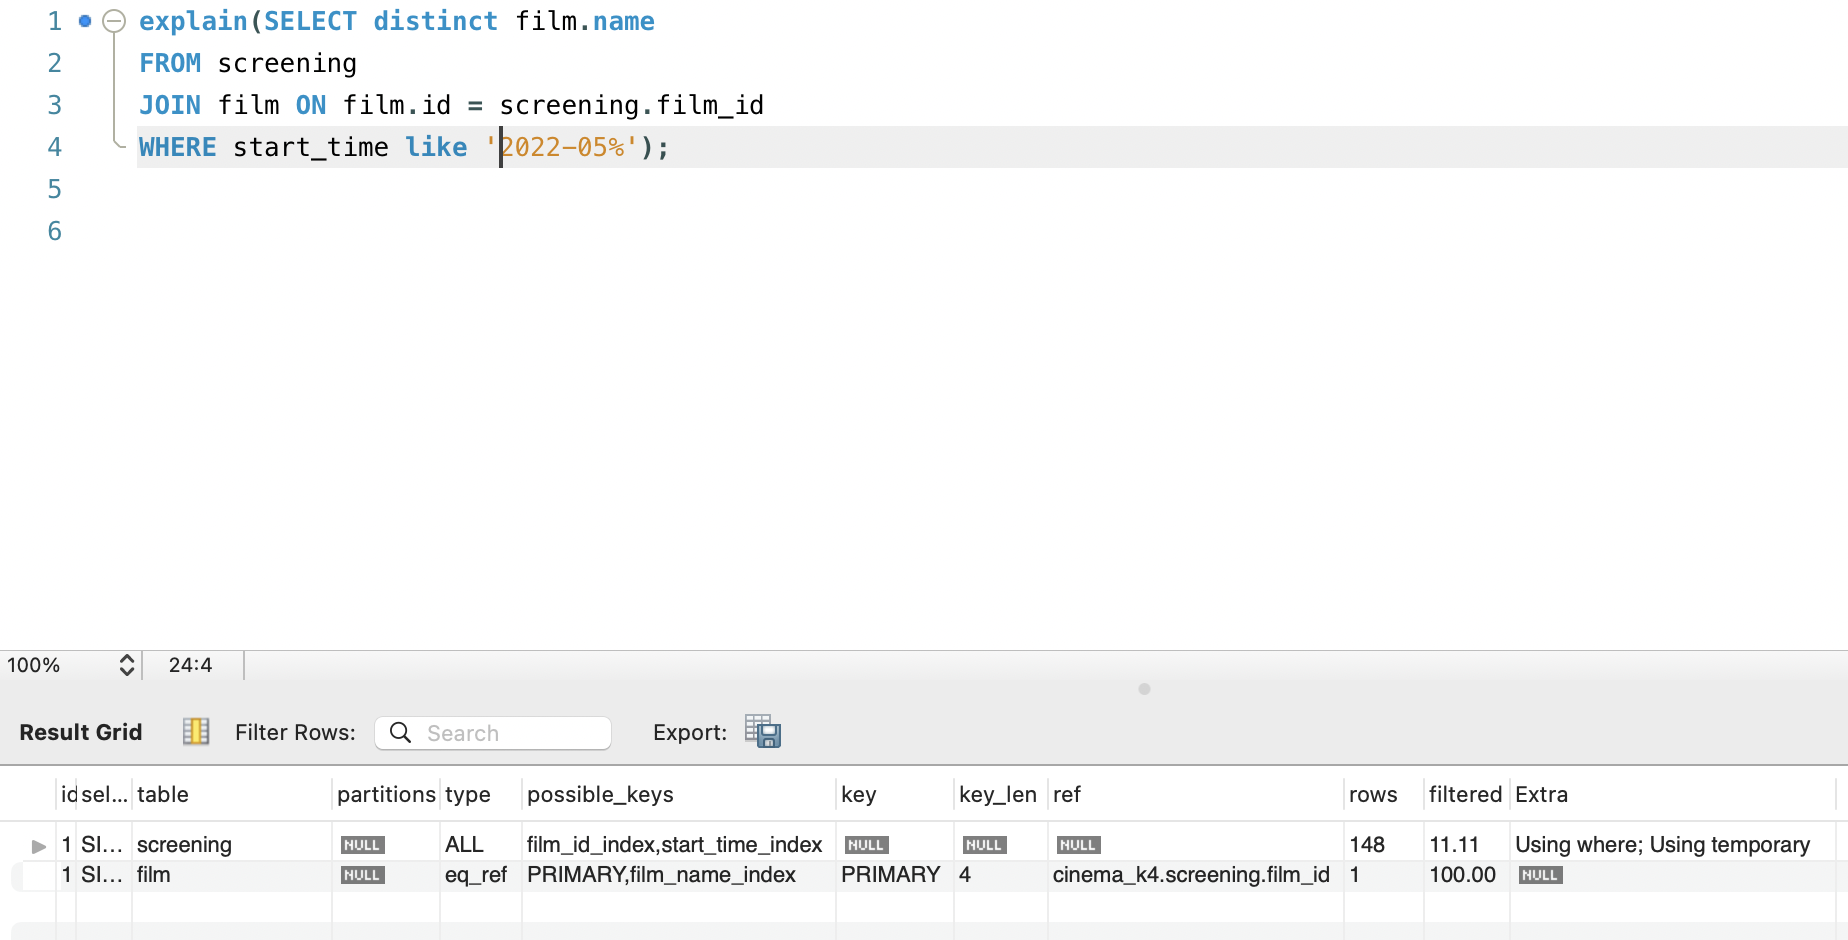 1 explain(SELECT distinct film.name
2 FROM screening
3 JOIN film ON film.id = screening.film_id
4 WHERE start_time like '2022-05%');
5
6
100% 24:4
Result Grid Filter Rows: Search Export:
id sel... table partitions type possible_keys key key_len ref rows filtered Extra
1 SI... screening NULL ALL film_id_index,start_time_index NULL NULL NULL 148 11.11 Using where; Using temporary
1 SI... film NULL eq_ref PRIMARY,film_name_index PRIMARY 4 cinema_k4.screening.film_id 1 100.00 NULL